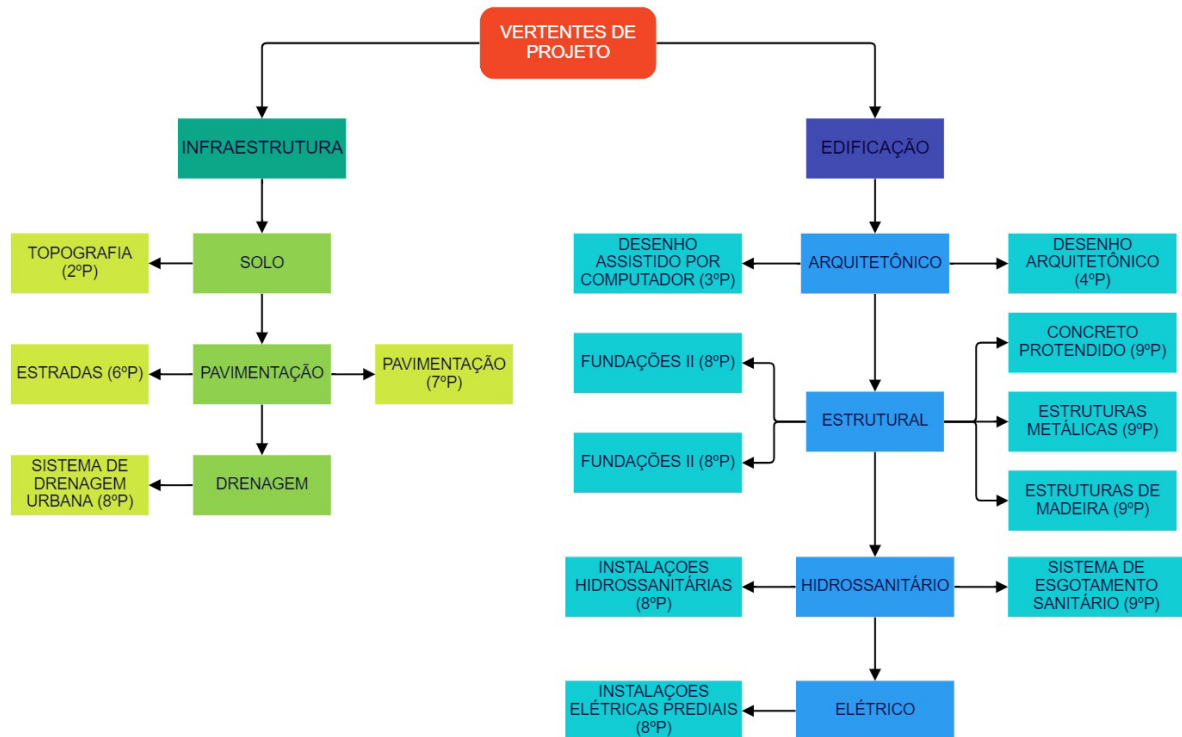 VERTENTES DE
PROJETO
INFRAESTRUTURA
EDIFICAÇÃO
TOPOGRAFIA
(2ºP)
SOLO
DESENHO
ASSISTIDO POR
COMPUTADOR (3ºP)
ARQUITETÔNICO
DESENHO
ARQUITETÔNICO
(4ºP)
ESTRADAS (6ºP)
PAVIMENTAÇÃO
PAVIMENTAÇÃO
(7ºP)
FUNDAÇÕES II (8ºP)
CONCRETO
PROTENDIDO (9ºP)
ESTRUTURAL
ESTRUTURAS
METÁLICAS (9ºP)
SISTEMA DE
DRENAGEM
URBANA (8ºP)
DRENAGEM
FUNDAÇÕES II (8ºP)
ESTRUTURAS DE
MADEIRA (9ºP)
INSTALAÇOES
HIDROSSANITÁRIAS
(8ºP)
HIDROSSANITÁRIO
SISTEMA DE
ESGOTAMENTO
SANITÁRIO (9ºP)
INSTALAÇOES
ELÉTRICAS PREDIAIS
(8ºP)
ELÉTRICO